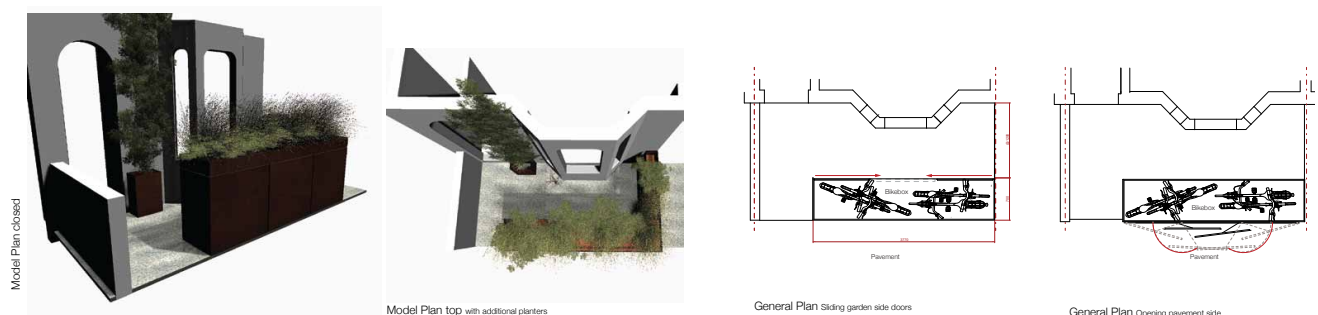 Model Plan closed
Model Plan top with additional planters
Bikebox
Pavement
General Plan Sliding garden side doors
Bikebox
Pavement
General Plan Opening pavement side